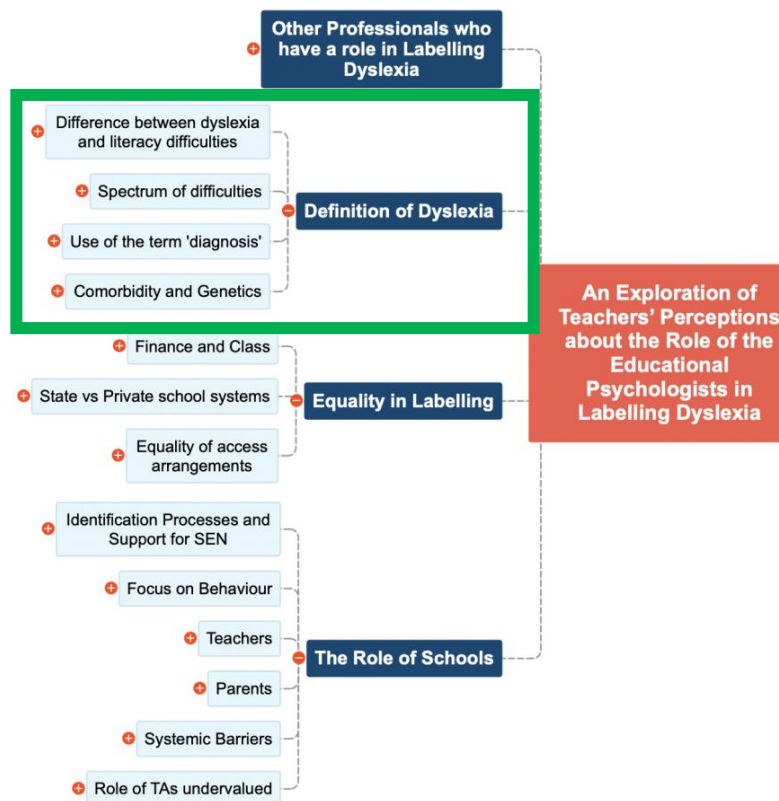 Other Professionals who
have a role in Labelling
Dyslexia
Difference between dyslexia
and literacy difficulties
Spectrum of difficulties
Use of the term 'diagnosis'
Comorbidity and Genetics
Definition of Dyslexia
An Exploration of
Teachers' Perceptions
about the Role of the
Educational
Psychologists in
Labelling Dyslexia
Finance and Class
State vs Private school systems
Equality of access
arrangements
Equality in Labelling
Identification Processes and
Support for SEN
Focus on Behaviour
Teachers
Parents
Systemic Barriers
Role of TAs undervalued
The Role of Schools